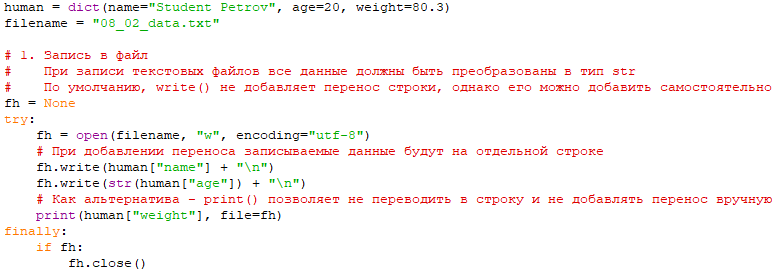 human = dict(name="Student Petrov", age=20, weight=80.3)
filename = "08_02_data.txt"

# 1. Запись в файл
#    При записи текстовых файлов все данные должны быть преобразованы в тип str
#    По умолчанию, write() не добавляет перенос строки, однако его можно добавить самостоятельно
fh = None
try:
    fh = open(filename, "w", encoding="utf-8")
    # При добавлении переноса записываемые данные будут на отдельной строке
    fh.write(human["name"] + "\n")
    fh.write(str(human["age"]) + "\n")
    # Как альтернатива - print() позволяет не переводить в строку и не добавлять перенос вручную
    print(human["weight"], file=fh)
finally:
    if fh:
        fh.close()